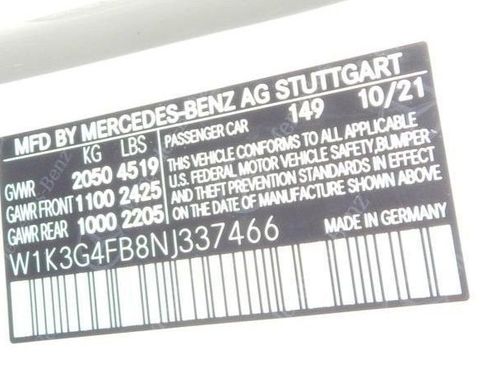 MFD BY MERCEDES-BENZ AG STUTTGART
KG LBS
GVWR 2050 4519
GAWR FRONT 1100 2425
GAWR REAR 1000 2205
PASSENGER CAR 149 10/21
THIS VEHICLE CONFORMS TO ALL APPLICABLE
U.S. FEDERAL MOTOR VEHICLE SAFETY, BUMPER,
AND THEFT PREVENTION STANDARDS IN EFFECT
ON THE DATE OF MANUFACTURE SHOWN ABOVE
W1K3G4FB8NJ337466
MADE IN GERMANY